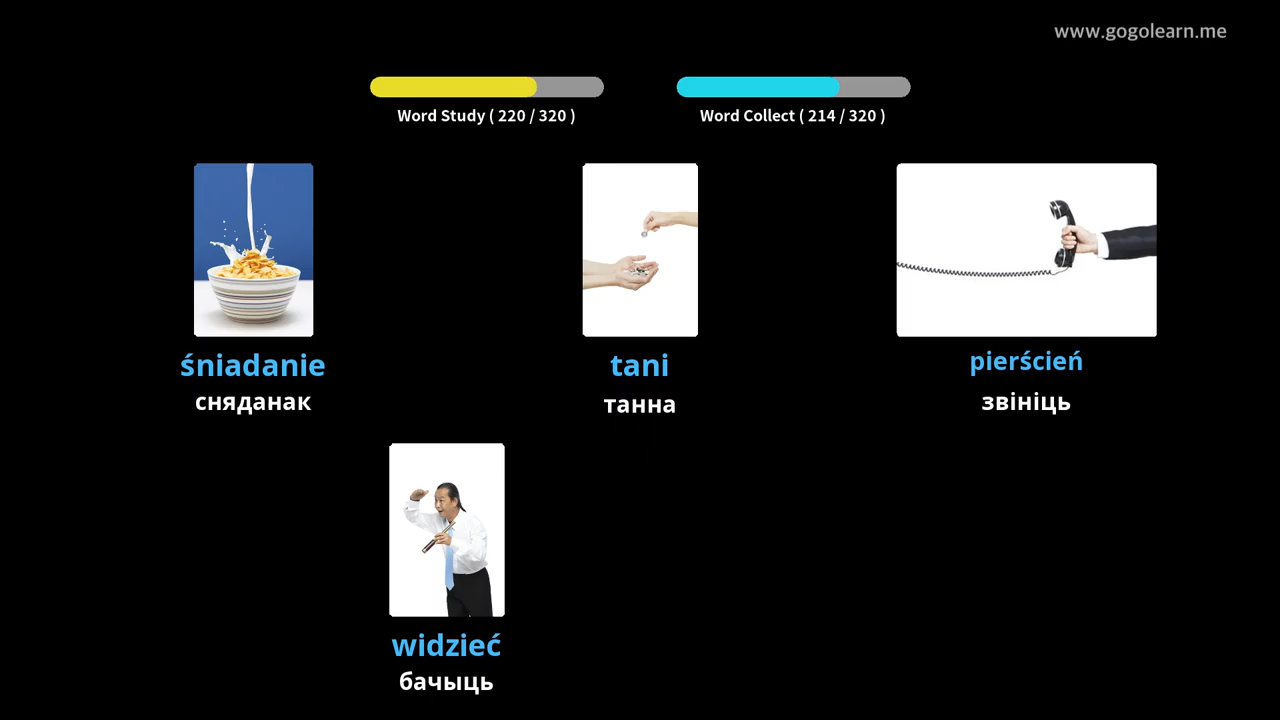 www.gogolearn.me
Word Study ( 220 / 320 )
Word Collect ( 214 / 320 )
śniadanie
сняданак
tani
танна
pierścień
звініць
widzieć
бачыць